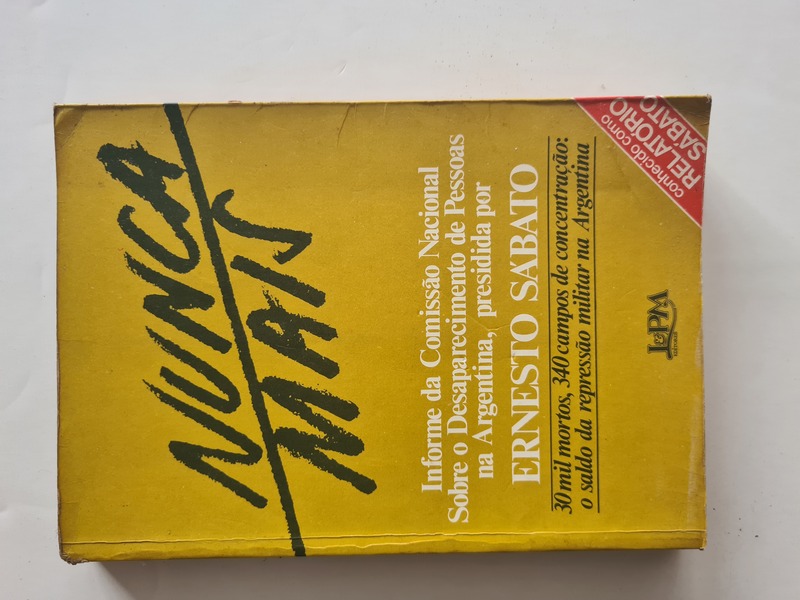 NUNCA
MAIS
Informe da Comissão Nacional
Sobre o Desaparecimento de Pessoas
na Argentina, presidida por
ERNESTO SÁBATO
30 mil mortos, 340 campos de concentração:
o saldo da repressão militar na Argentina
L&PM
EDITORES
conhecido como
RELATÓRIO
SÁBATO